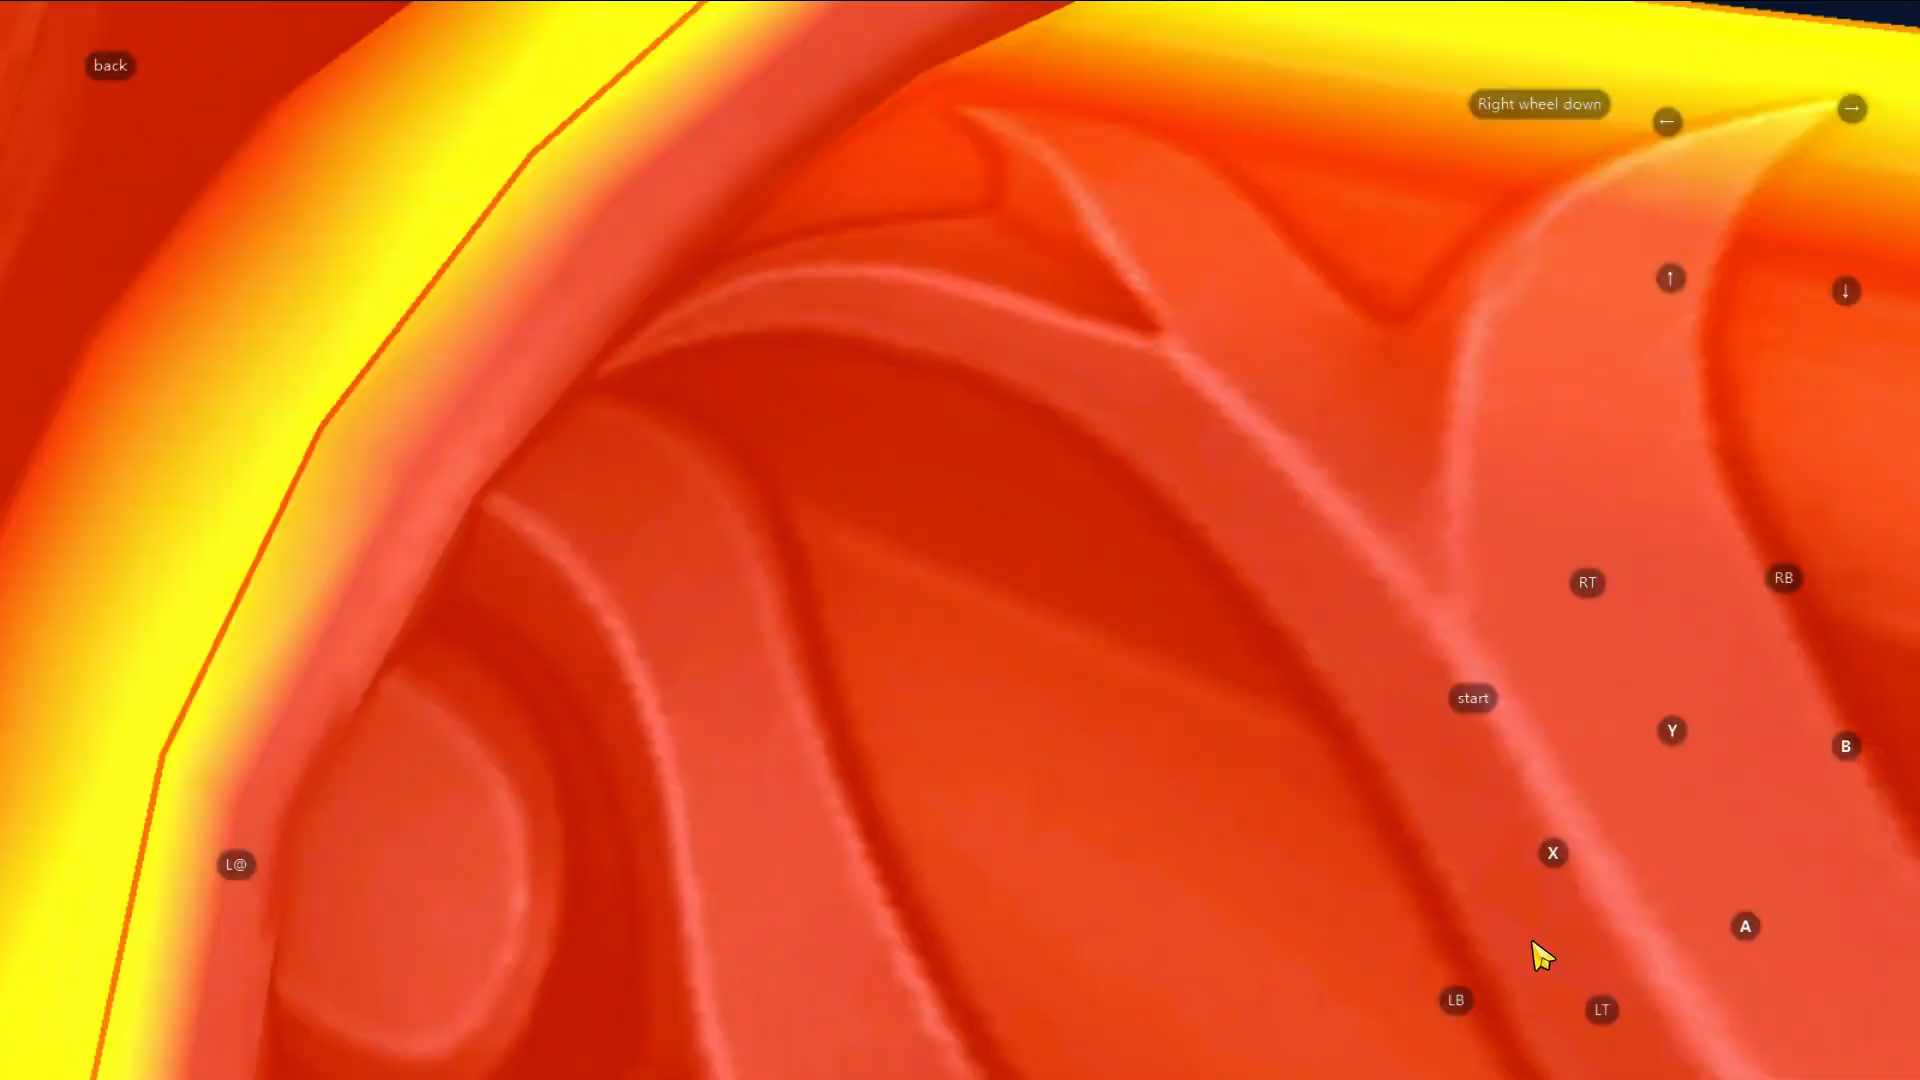 back
Right wheel down
←
→
↑
↓
RT
RB
start
Y
B
X
L@
A
LB
LT